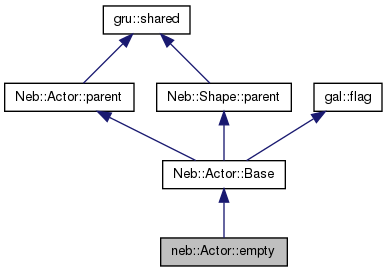 gru::shared
Neb::Actor::parent
Neb::Shape::parent
gal::flag
Neb::Actor::Base
neb::Actor::empty